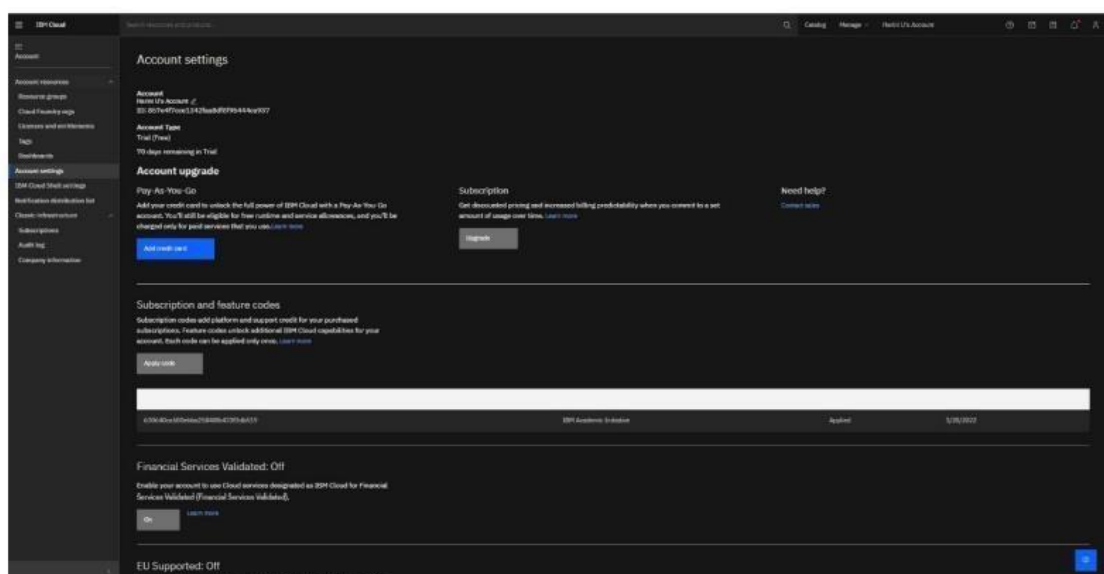 IBM Cloud
Search resources and products...
Catalog
Manage
Account
Account settings
Account resources
Resource groups
Cloud Foundry orgs
Licenses and entitlements
Tags
Dashboards
Account settings
IBM Cloud Shell settings
Notification distribution list
Classic infrastructure
Subscriptions
Audit log
Company information
Account
Account Type
Trial (Free)
70 days remaining in Trial
Account upgrade
Pay-As-You-Go
Add your credit card to unlock the full power of IBM Cloud with a Pay-As-You-Go
account. You'll still be eligible for free runtime and service allowances, and you'll be
charged only for paid services that you use. Learn more
Add credit card
Subscription
Get discounted pricing and increased billing predictability when you commit to a set
amount of usage over time. Learn more
Upgrade
Need help?
Contact sales
Subscription and feature codes
Subscription codes add platform and support credit for your purchased
subscriptions. Feature codes unlock additional IBM Cloud capabilities for your
account. Each code can be applied only once. Learn more
Apply code
IBM Academic Initiative
Applied
Financial Services Validated: Off
Enable your account to use Cloud services designated as IBM Cloud for Financial
Services Validated (Financial Services Validated).
On
Learn more
EU Supported: Off